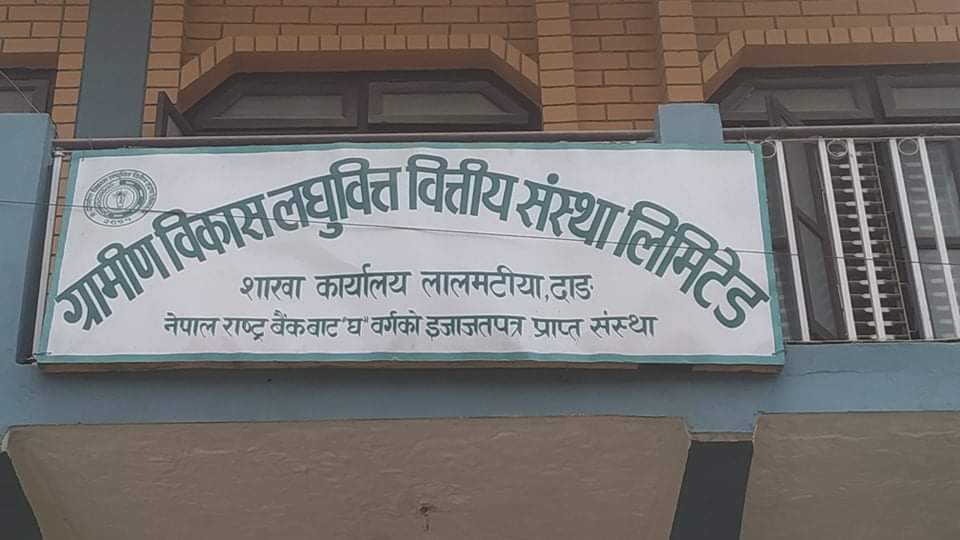 ग्रामीण विकास लघुवित्त वित्तीय संस्था लिमिटेड
शाखा कार्यालय लालमटीया, दाङ
नेपाल राष्ट्र बैंकबाट "घ" वर्गको इजाजतपत्र प्राप्त संस्था